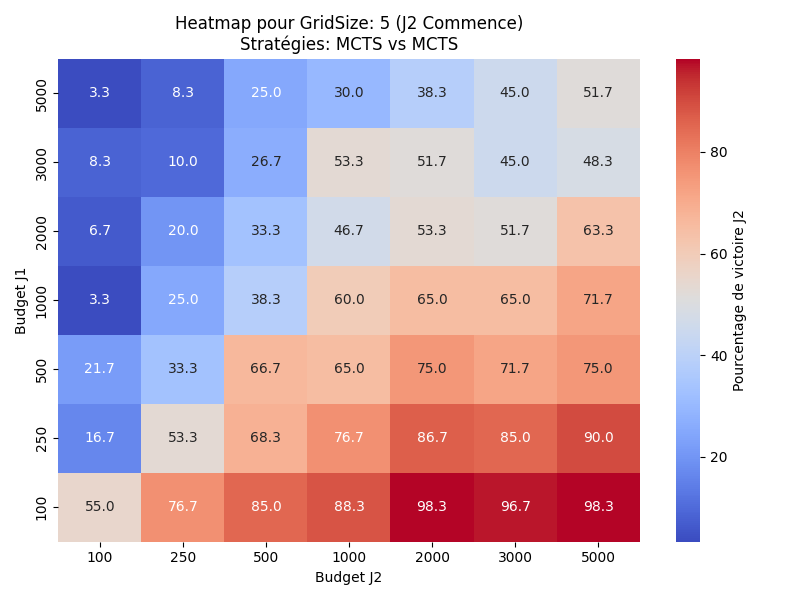 Heatmap pour GridSize: 5 (J2 Commence)
Stratégies: MCTS vs MCTS
Budget J1
5000 3.3 8.3 25.0 30.0 38.3 45.0 51.7
3000 8.3 10.0 26.7 53.3 51.7 45.0 48.3
2000 6.7 20.0 33.3 46.7 53.3 51.7 63.3
1000 3.3 25.0 38.3 60.0 65.0 65.0 71.7
500 21.7 33.3 66.7 65.0 75.0 71.7 75.0
250 16.7 53.3 68.3 76.7 86.7 85.0 90.0
100 55.0 76.7 85.0 88.3 98.3 96.7 98.3
100 250 500 1000 2000 3000 5000
Budget J2
80
60
40
20
Pourcentage de victoire J2